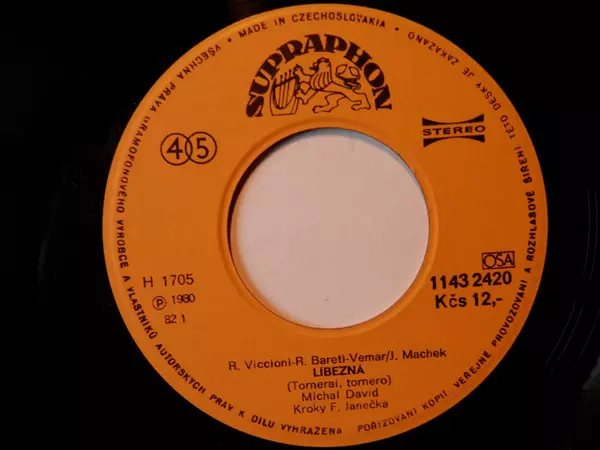 • MADE IN CZECHOSLOVAKIA •
VŠECHNA PRÁVA GRAMOFONOVÉHO VÝROBCE A VLASTNÍKŮ AUTORSKÝCH PRÁV K DÍLU VYHRAŽENA
POŘIZOVÁNÍ KOPIÍ, VEŘEJNÉ PROVOZOVÁNÍ A ROZHLASOVÉ ŠÍŘENÍ TÉTO DESKY JE ZAKÁZÁNO
SUPRAPHON
45
STEREO
H 1705
Ⓟ 1980
82 1
OSA
1143 2420
Kčs 12,-
R. Viccioni-R. Bareti-Vemar/J. Machek
LÍBEZNÁ
(Tornerai, tornero)
Michal David
Kroky F. Janečka